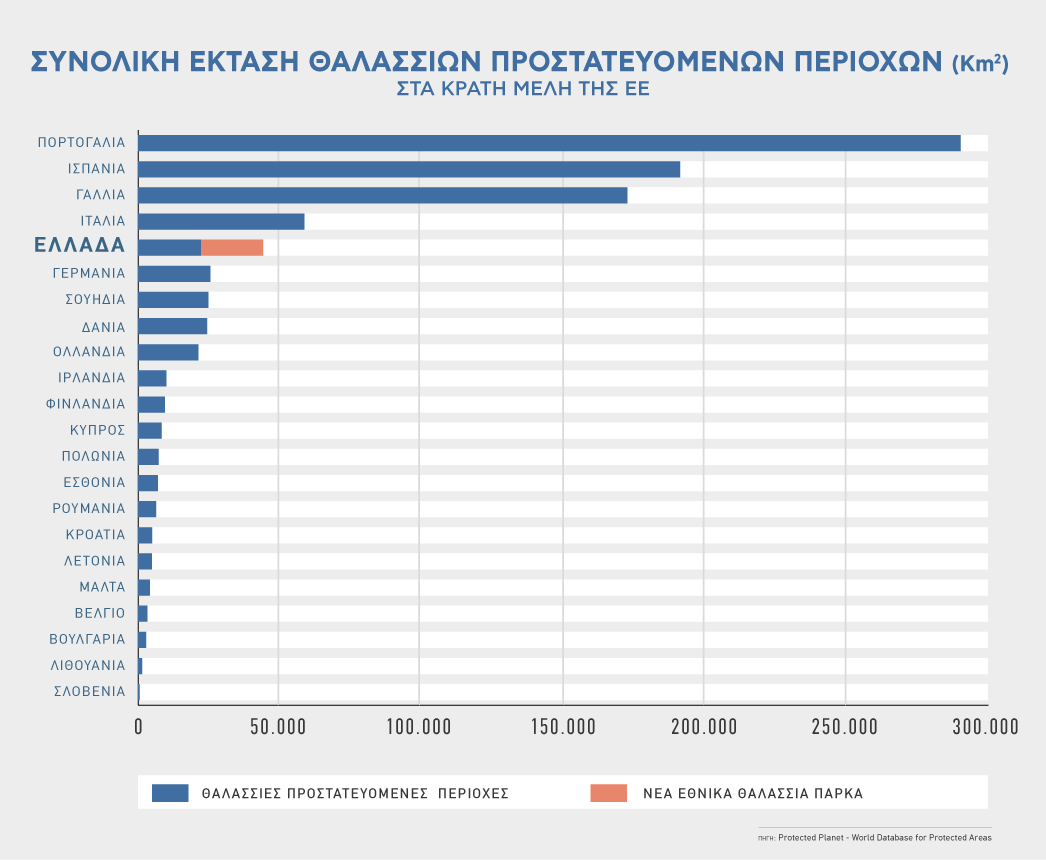 ΣΥΝΟΛΙΚΗ ΕΚΤΑΣΗ ΘΑΛΑΣΣΙΩΝ ΠΡΟΣΤΑΤΕΥΟΜΕΝΩΝ ΠΕΡΙΟΧΩΝ (Km²)
ΣΤΑ ΚΡΑΤΗ ΜΕΛΗ ΤΗΣ ΕΕ
ΠΟΡΤΟΓΑΛΙΑ
ΙΣΠΑΝΙΑ
ΓΑΛΛΙΑ
ΙΤΑΛΙΑ
ΕΛΛΑΔΑ
ΓΕΡΜΑΝΙΑ
ΣΟΥΗΔΙΑ
ΔΑΝΙΑ
ΟΛΛΑΝΔΙΑ
ΙΡΛΑΝΔΙΑ
ΦΙΝΛΑΝΔΙΑ
ΚΥΠΡΟΣ
ΠΟΛΩΝΙΑ
ΕΣΘΟΝΙΑ
ΡΟΥΜΑΝΙΑ
ΚΡΟΑΤΙΑ
ΛΕΤΟΝΙΑ
ΜΑΛΤΑ
ΒΕΛΓΙΟ
ΒΟΥΛΓΑΡΙΑ
ΛΙΘΟΥΑΝΙΑ
ΣΛΟΒΕΝΙΑ
0 50.000 100.000 150.000 200.000 250.000 300.000
ΘΑΛΑΣΣΙΕΣ ΠΡΟΣΤΑΤΕΥΟΜΕΝΕΣ ΠΕΡΙΟΧΕΣ ΝΕΑ ΕΘΝΙΚΑ ΘΑΛΑΣΣΙΑ ΠΑΡΚΑ
ΠΗΓΗ: Protected Planet - World Database for Protected Areas